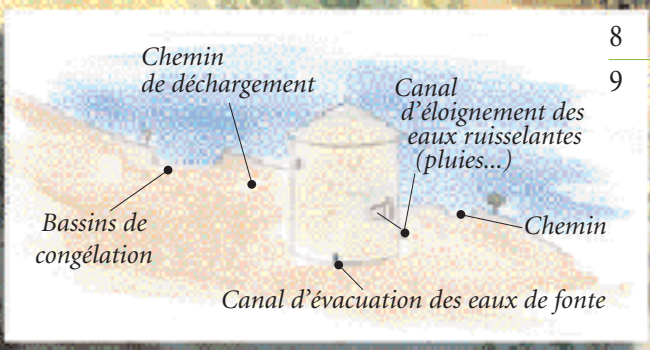 8
9
Chemin
de déchargement
Canal
d'éloignement des
eaux ruisselantes
(pluies...)
Bassins de
congélation
Chemin
Canal d'évacuation des eaux de fonte